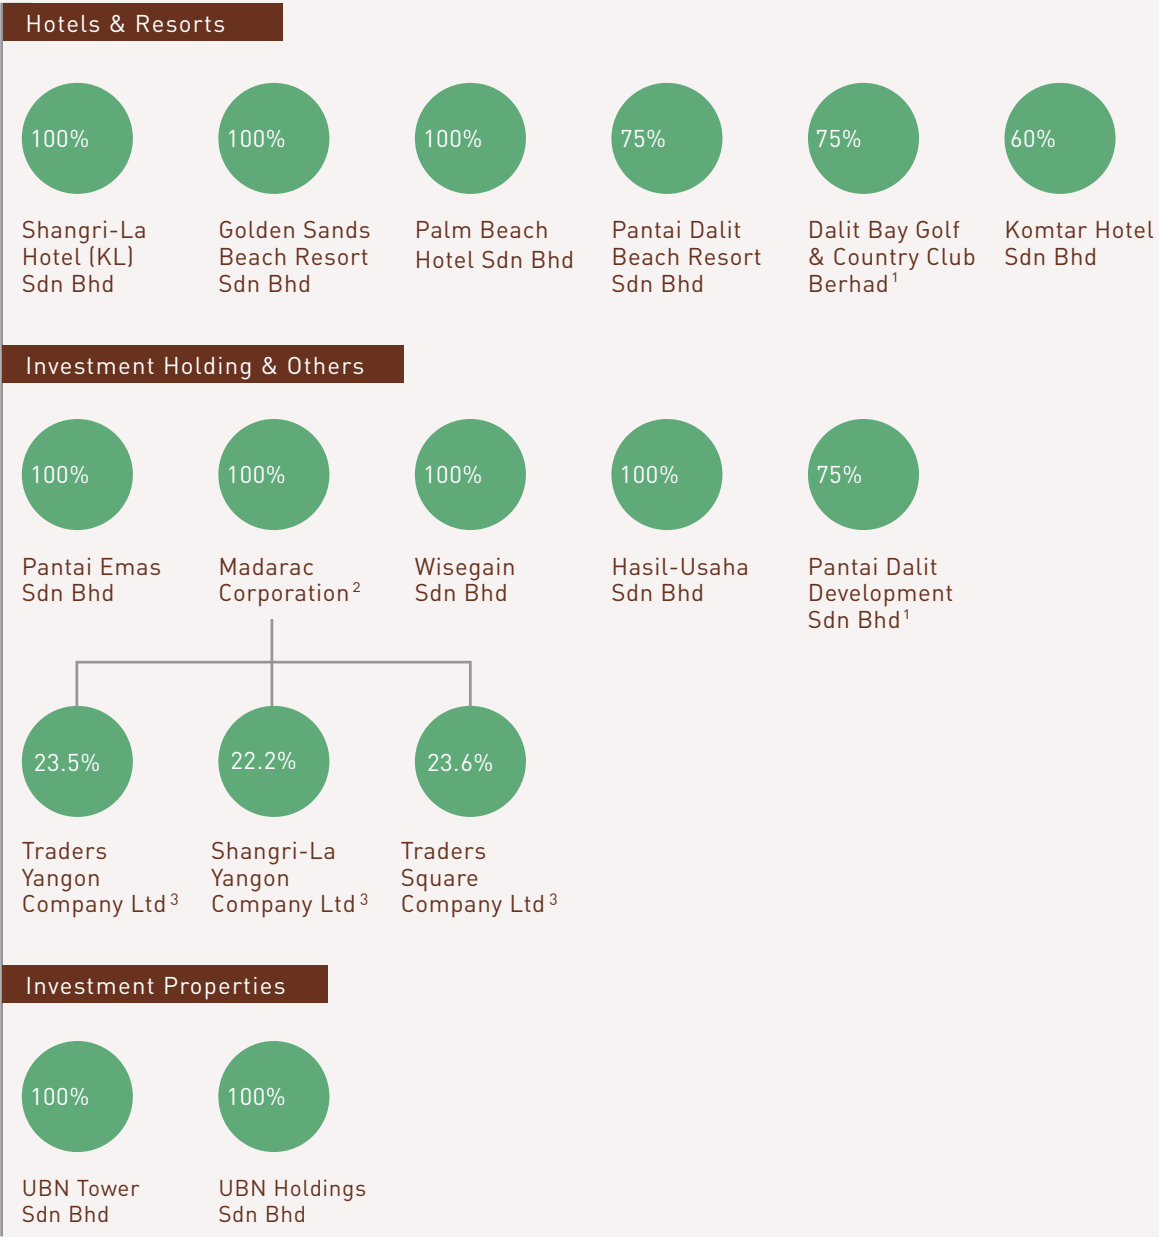 Hotels & Resorts
100%
100%
100%
75%
75%
60%
Shangri-La
Hotel (KL)
Sdn Bhd
Golden Sands
Beach Resort
Sdn Bhd
Palm Beach
Hotel Sdn Bhd
Pantai Dalit
Beach Resort
Sdn Bhd
Dalit Bay Golf
& Country Club
Berhad¹
Komtar Hotel
Sdn Bhd
Investment Holding & Others
100%
100%
100%
100%
75%
Pantai Emas
Sdn Bhd
Madarac
Corporation²
Wisegain
Sdn Bhd
Hasil-Usaha
Sdn Bhd
Pantai Dalit
Development
Sdn Bhd¹
23.5%
22.2%
23.6%
Traders
Yangon
Company Ltd³
Shangri-La
Yangon
Company Ltd³
Traders
Square
Company Ltd³
Investment Properties
100%
100%
UBN Tower
Sdn Bhd
UBN Holdings
Sdn Bhd